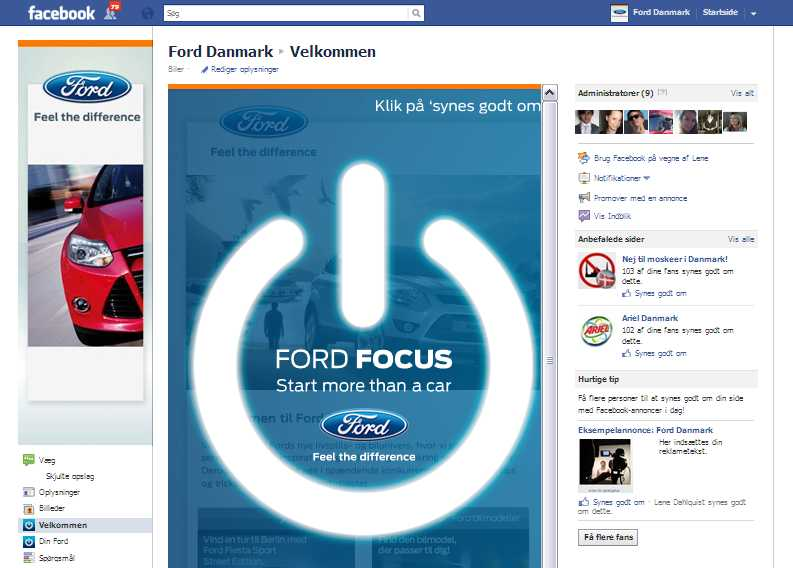 facebook
79
Søg
Ford Danmark
Startside
Ford
Feel the difference
Væg
Skjulte opslag
Oplysninger
Billeder
Velkommen
Din Ford
Spørgsmål
Ford Danmark ▸ Velkommen
Biler · Rediger oplysninger
Klik på 'synes godt om
Ford
Feel the difference
FORD FOCUS
Start more than a car
Ford
Feel the difference
Vind en tur til Berlin med
Ford Fiesta Sport
Street Edition...
Ford bilmodeller
Find den bilmodel,
der passer til dig!
Administratorer (9) [?]
Vis alt
Brug Facebook på vegne af Lene
Notifikationer
Promover med en annonce
Vis Indblik
Anbefalede sider
Vis alle
Nej til moskeer i Danmark!
103 af dine fans synes godt om
dette.
Synes godt om
ARIEL
Ariel Danmark
102 af dine fans synes godt om
dette.
Synes godt om
Hurtige tip
Få flere personer til at synes godt om din side
med Facebook-annoncer i dag!
Eksempelannonce: Ford Danmark
Her indsættes din
reklametekst.
Synes godt om · Lene Dahlquist synes godt
om dette.
Få flere fans